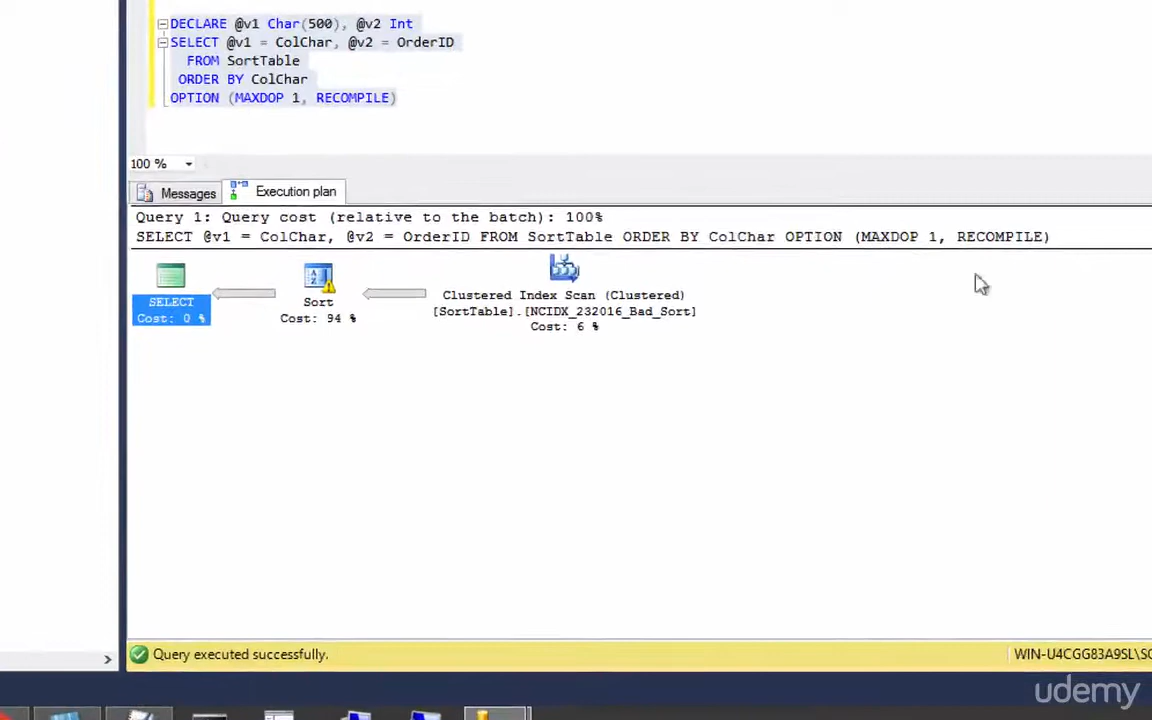 DECLARE @v1 Char(500), @v2 Int
SELECT @v1 = ColChar, @v2 = OrderID
FROM SortTable
ORDER BY ColChar
OPTION (MAXDOP 1, RECOMPILE)
100 %
Messages
Execution plan
Query 1: Query cost (relative to the batch): 100%
SELECT @v1 = ColChar, @v2 = OrderID FROM SortTable ORDER BY ColChar OPTION (MAXDOP 1, RECOMPILE)
SELECT
Cost: 0 %
Sort
Cost: 94 %
Clustered Index Scan (Clustered)
[SortTable].[NCIDX_232016_Bad_Sort]
Cost: 6 %
Query executed successfully.
WIN-U4CGG83A9SL\SC
udemy